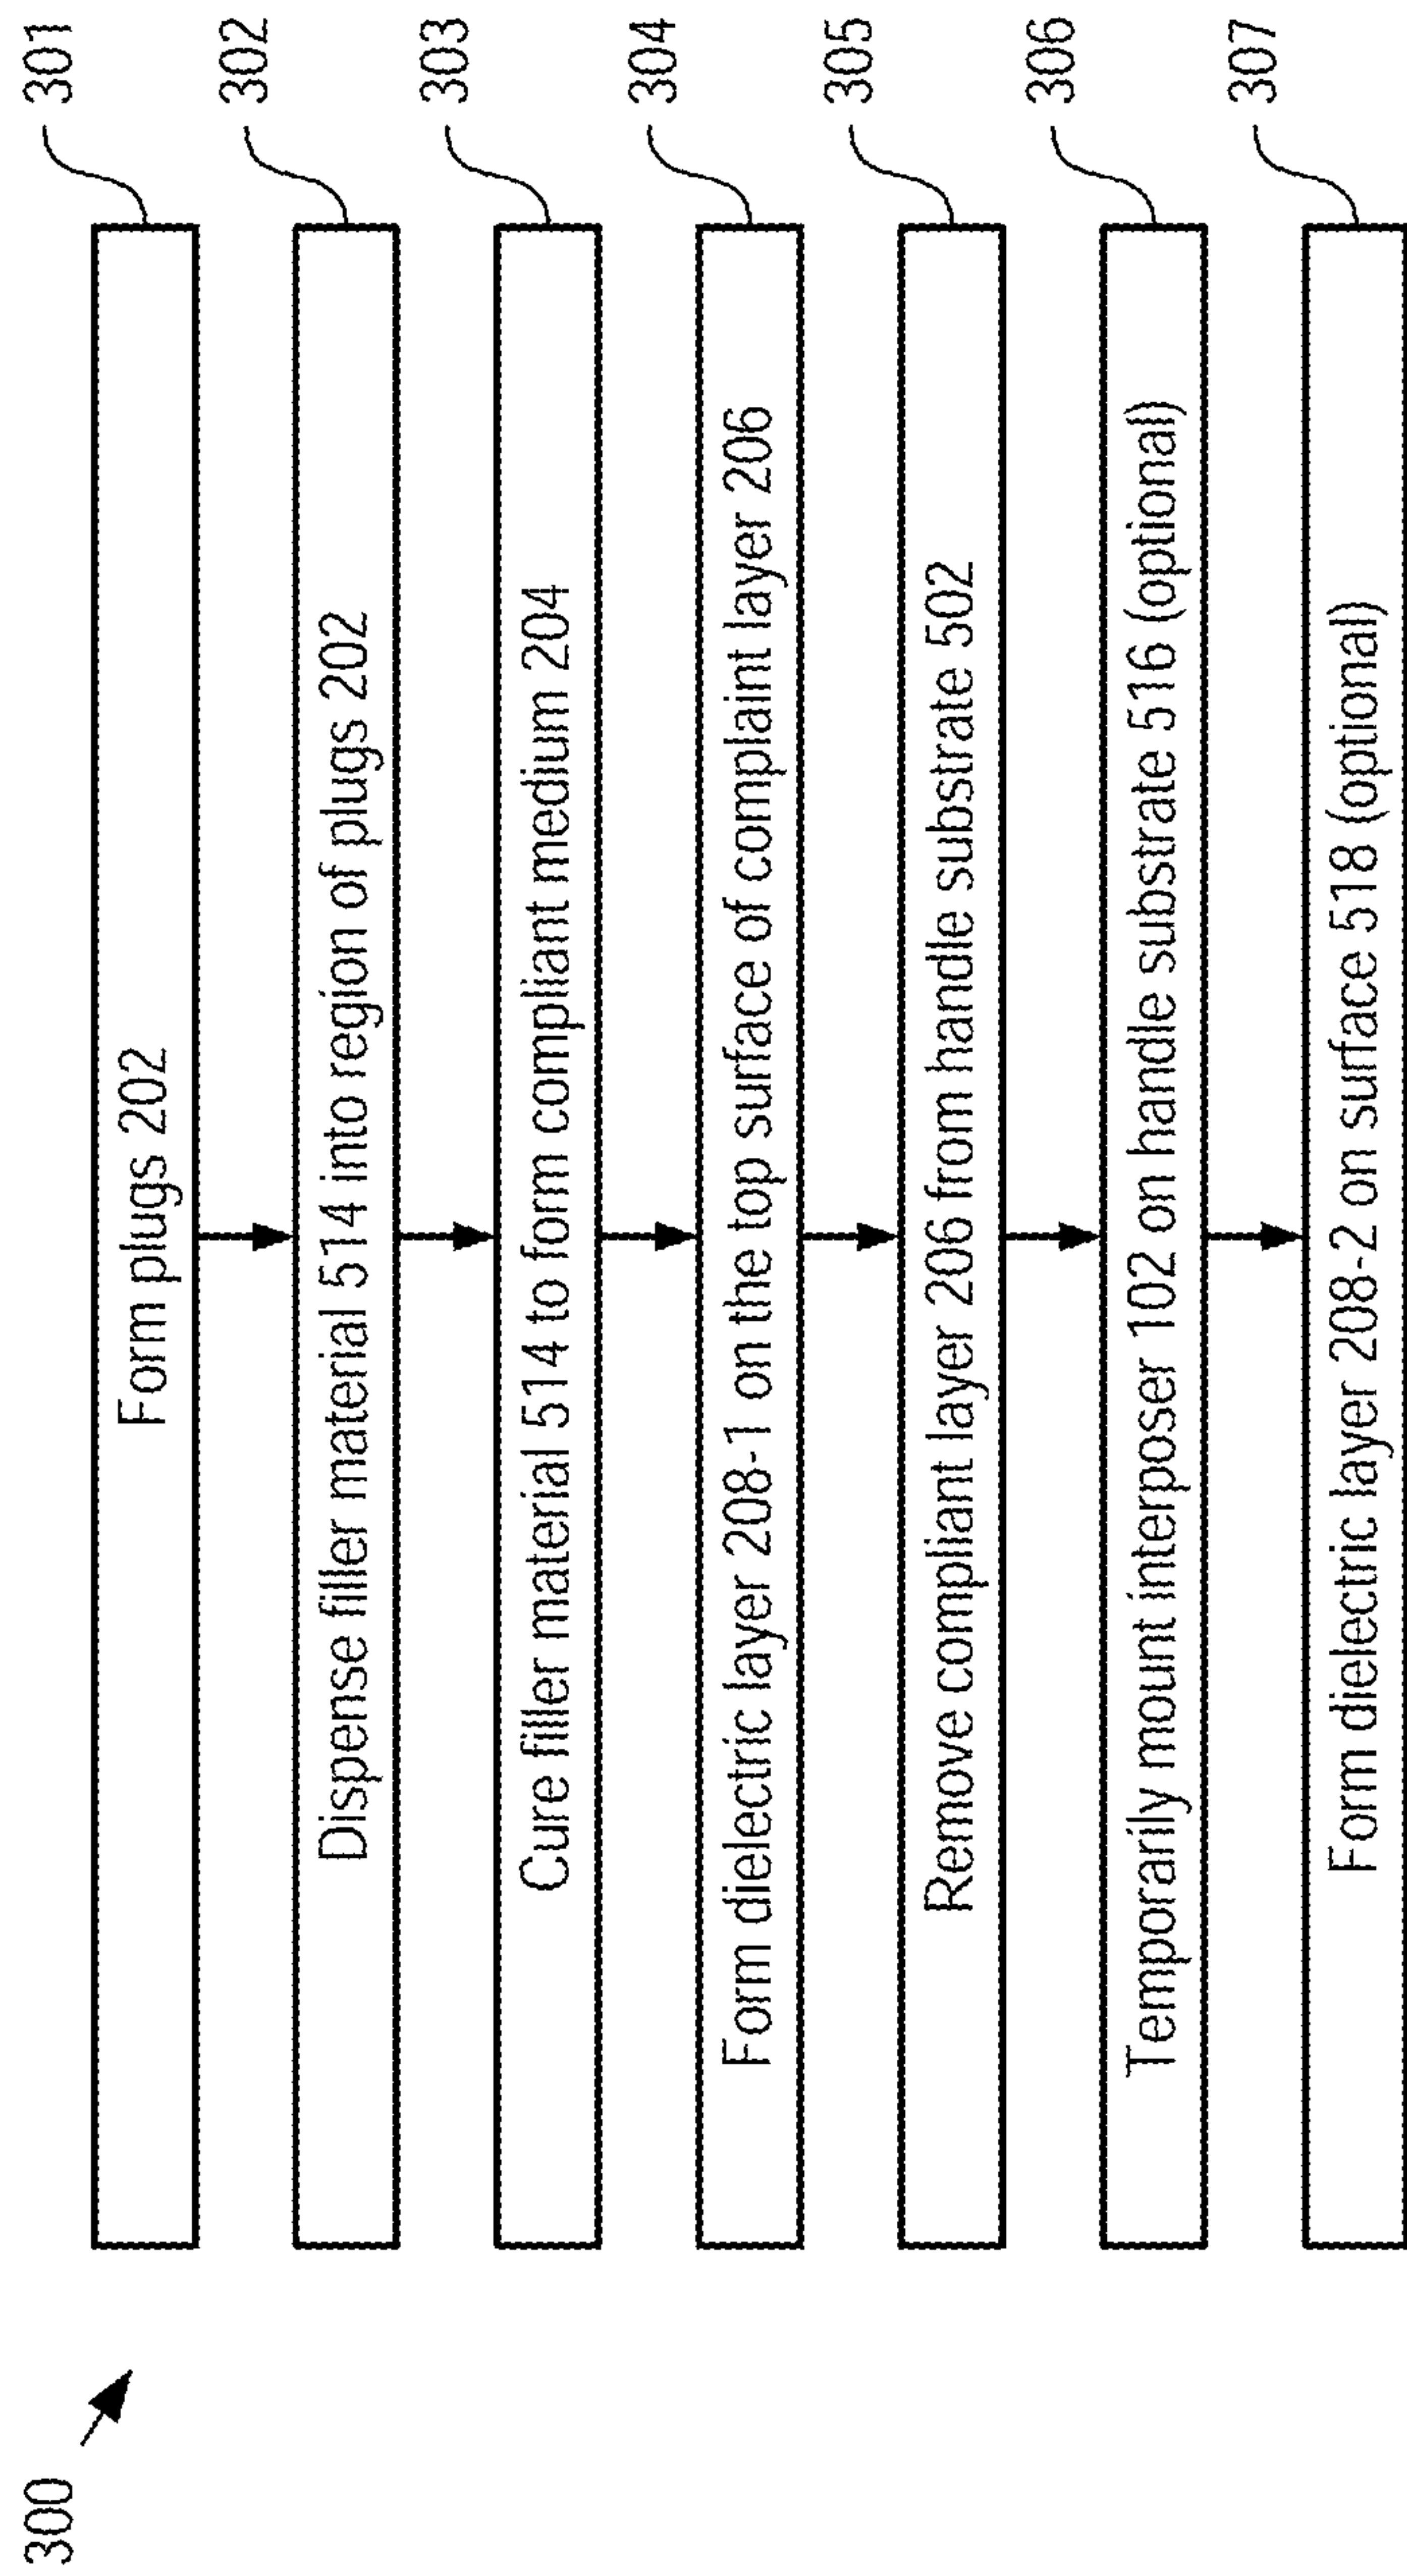 300
Form plugs 202
301
Dispense filler material 514 into region of plugs 202
302
Cure filler material 514 to form compliant medium 204
303
Form dielectric layer 208-1 on the top surface of complaint layer 206
304
Remove compliant layer 206 from handle substrate 502
305
Temporarily mount interposer 102 on handle substrate 516 (optional)
306
Form dielectric layer 208-2 on surface 518 (optional)
307